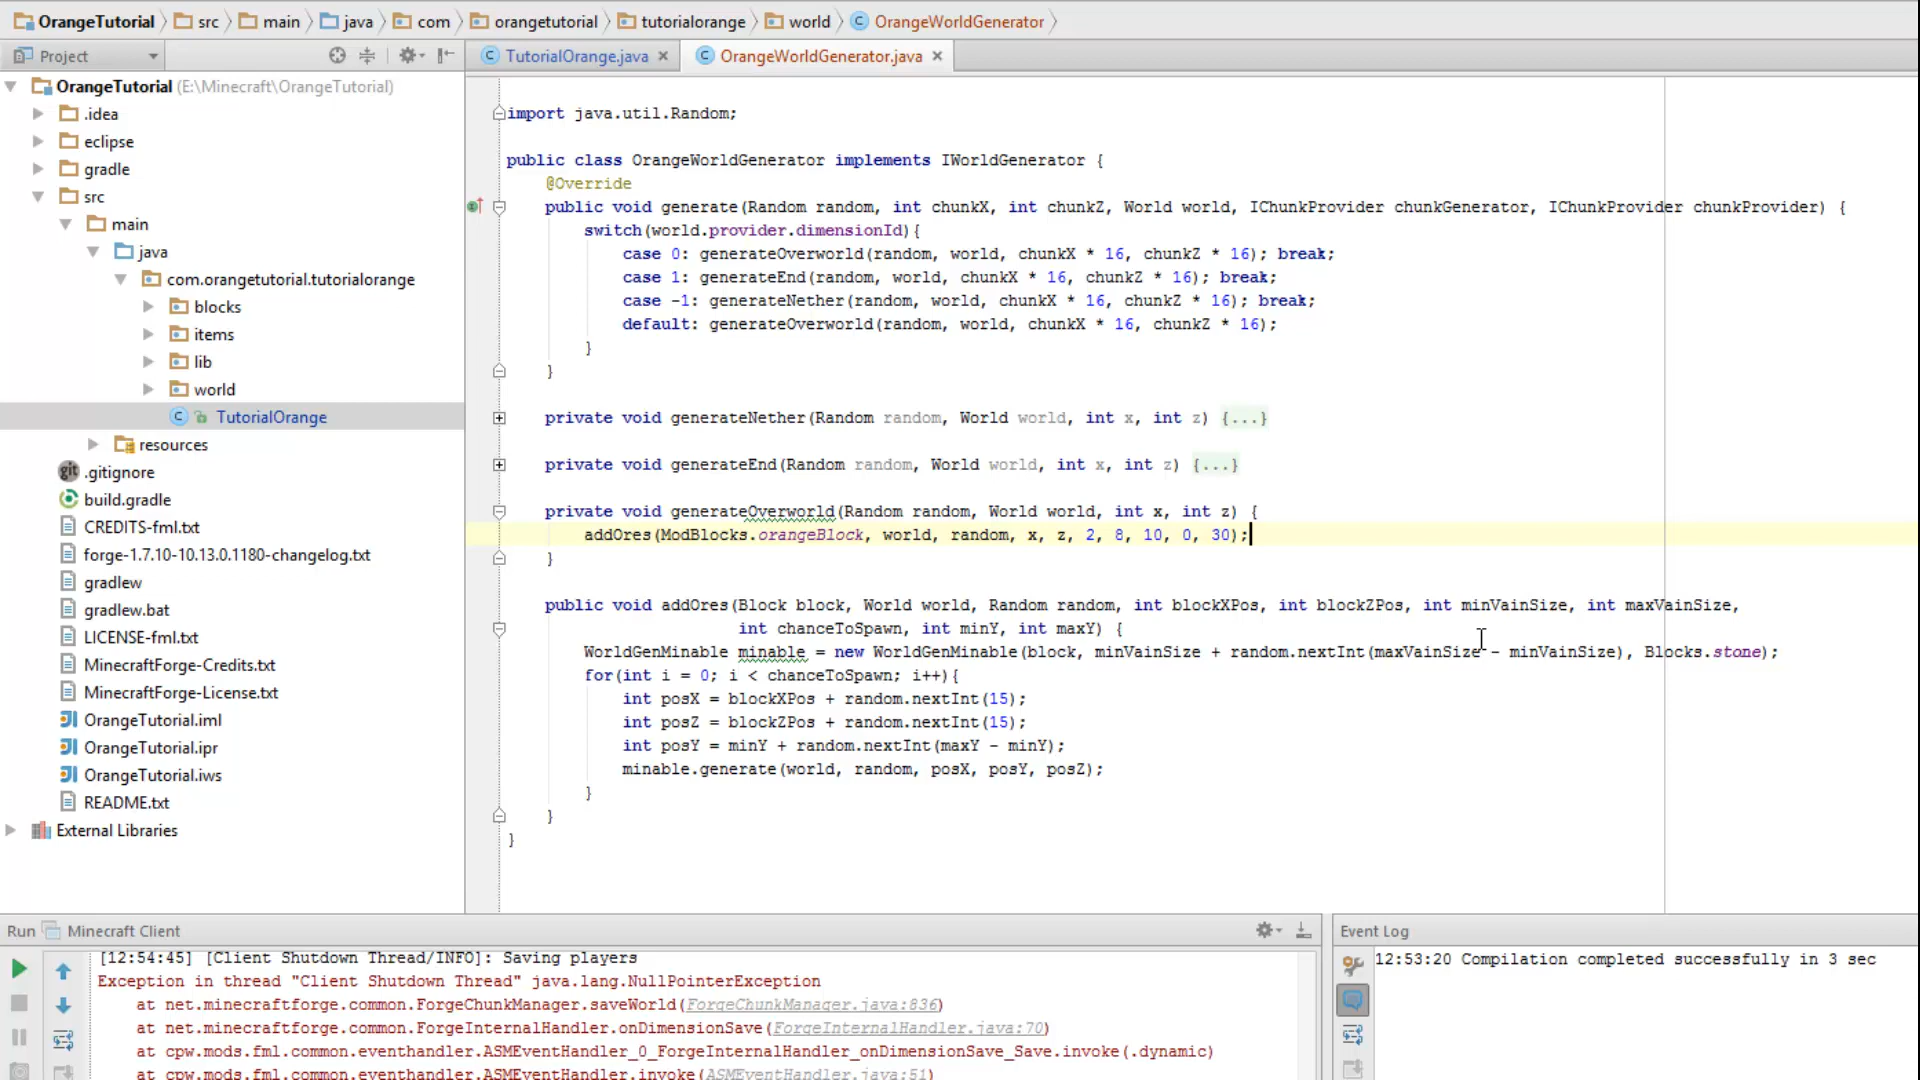 OrangeTutorial src main java com orangetutorial tutorialorange world OrangeWorldGenerator
Project
TutorialOrange.java
OrangeWorldGenerator.java
OrangeTutorial (E:\Minecraft\OrangeTutorial)
.idea
eclipse
gradle
src
main
java
com.orangetutorial.tutorialorange
blocks
items
lib
world
TutorialOrange
resources
.gitignore
build.gradle
CREDITS-fml.txt
forge-1.7.10-10.13.0.1180-changelog.txt
gradlew
gradlew.bat
LICENSE-fml.txt
MinecraftForge-Credits.txt
MinecraftForge-License.txt
OrangeTutorial.iml
OrangeTutorial.ipr
OrangeTutorial.iws
README.txt
External Libraries
import java.util.Random;
public class OrangeWorldGenerator implements IWorldGenerator {
@Override
public void generate(Random random, int chunkX, int chunkZ, World world, IChunkProvider chunkGenerator, IChunkProvider chunkProvider) {
switch(world.provider.dimensionId){
case 0: generateOverworld(random, world, chunkX * 16, chunkZ * 16); break;
case 1: generateEnd(random, world, chunkX * 16, chunkZ * 16); break;
case -1: generateNether(random, world, chunkX * 16, chunkZ * 16); break;
default: generateOverworld(random, world, chunkX * 16, chunkZ * 16);
}
}
private void generateNether(Random random, World world, int x, int z) {...}
private void generateEnd(Random random, World world, int x, int z) {...}
private void generateOverworld(Random random, World world, int x, int z) {
addOres(ModBlocks.orangeBlock, world, random, x, z, 2, 8, 10, 0, 30);
}
public void addOres(Block block, World world, Random random, int blockXPos, int blockZPos, int minVainSize, int maxVainSize,
int chanceToSpawn, int minY, int maxY) {
WorldGenMinable minable = new WorldGenMinable(block, minVainSize + random.nextInt(maxVainSize - minVainSize), Blocks.stone);
for(int i = 0; i < chanceToSpawn; i++){
int posX = blockXPos + random.nextInt(15);
int posZ = blockZPos + random.nextInt(15);
int posY = minY + random.nextInt(maxY - minY);
minable.generate(world, random, posX, posY, posZ);
}
}
}
Run Minecraft Client
[12:54:45] [Client Shutdown Thread/INFO]: Saving players
Exception in thread "Client Shutdown Thread" java.lang.NullPointerException
at net.minecraftforge.common.ForgeChunkManager.saveWorld(ForgeChunkManager.java:836)
at net.minecraftforge.common.ForgeInternalHandler.onDimensionSave(ForgeInternalHandler.java:70)
at cpw.mods.fml.common.eventhandler.ASMEventHandler_0_ForgeInternalHandler_onDimensionSave_Save.invoke(.dynamic)
at cpw.mods.fml.common.eventhandler.ASMEventHandler.invoke(ASMEventHandler.java:51)
Event Log
12:53:20 Compilation completed successfully in 3 sec